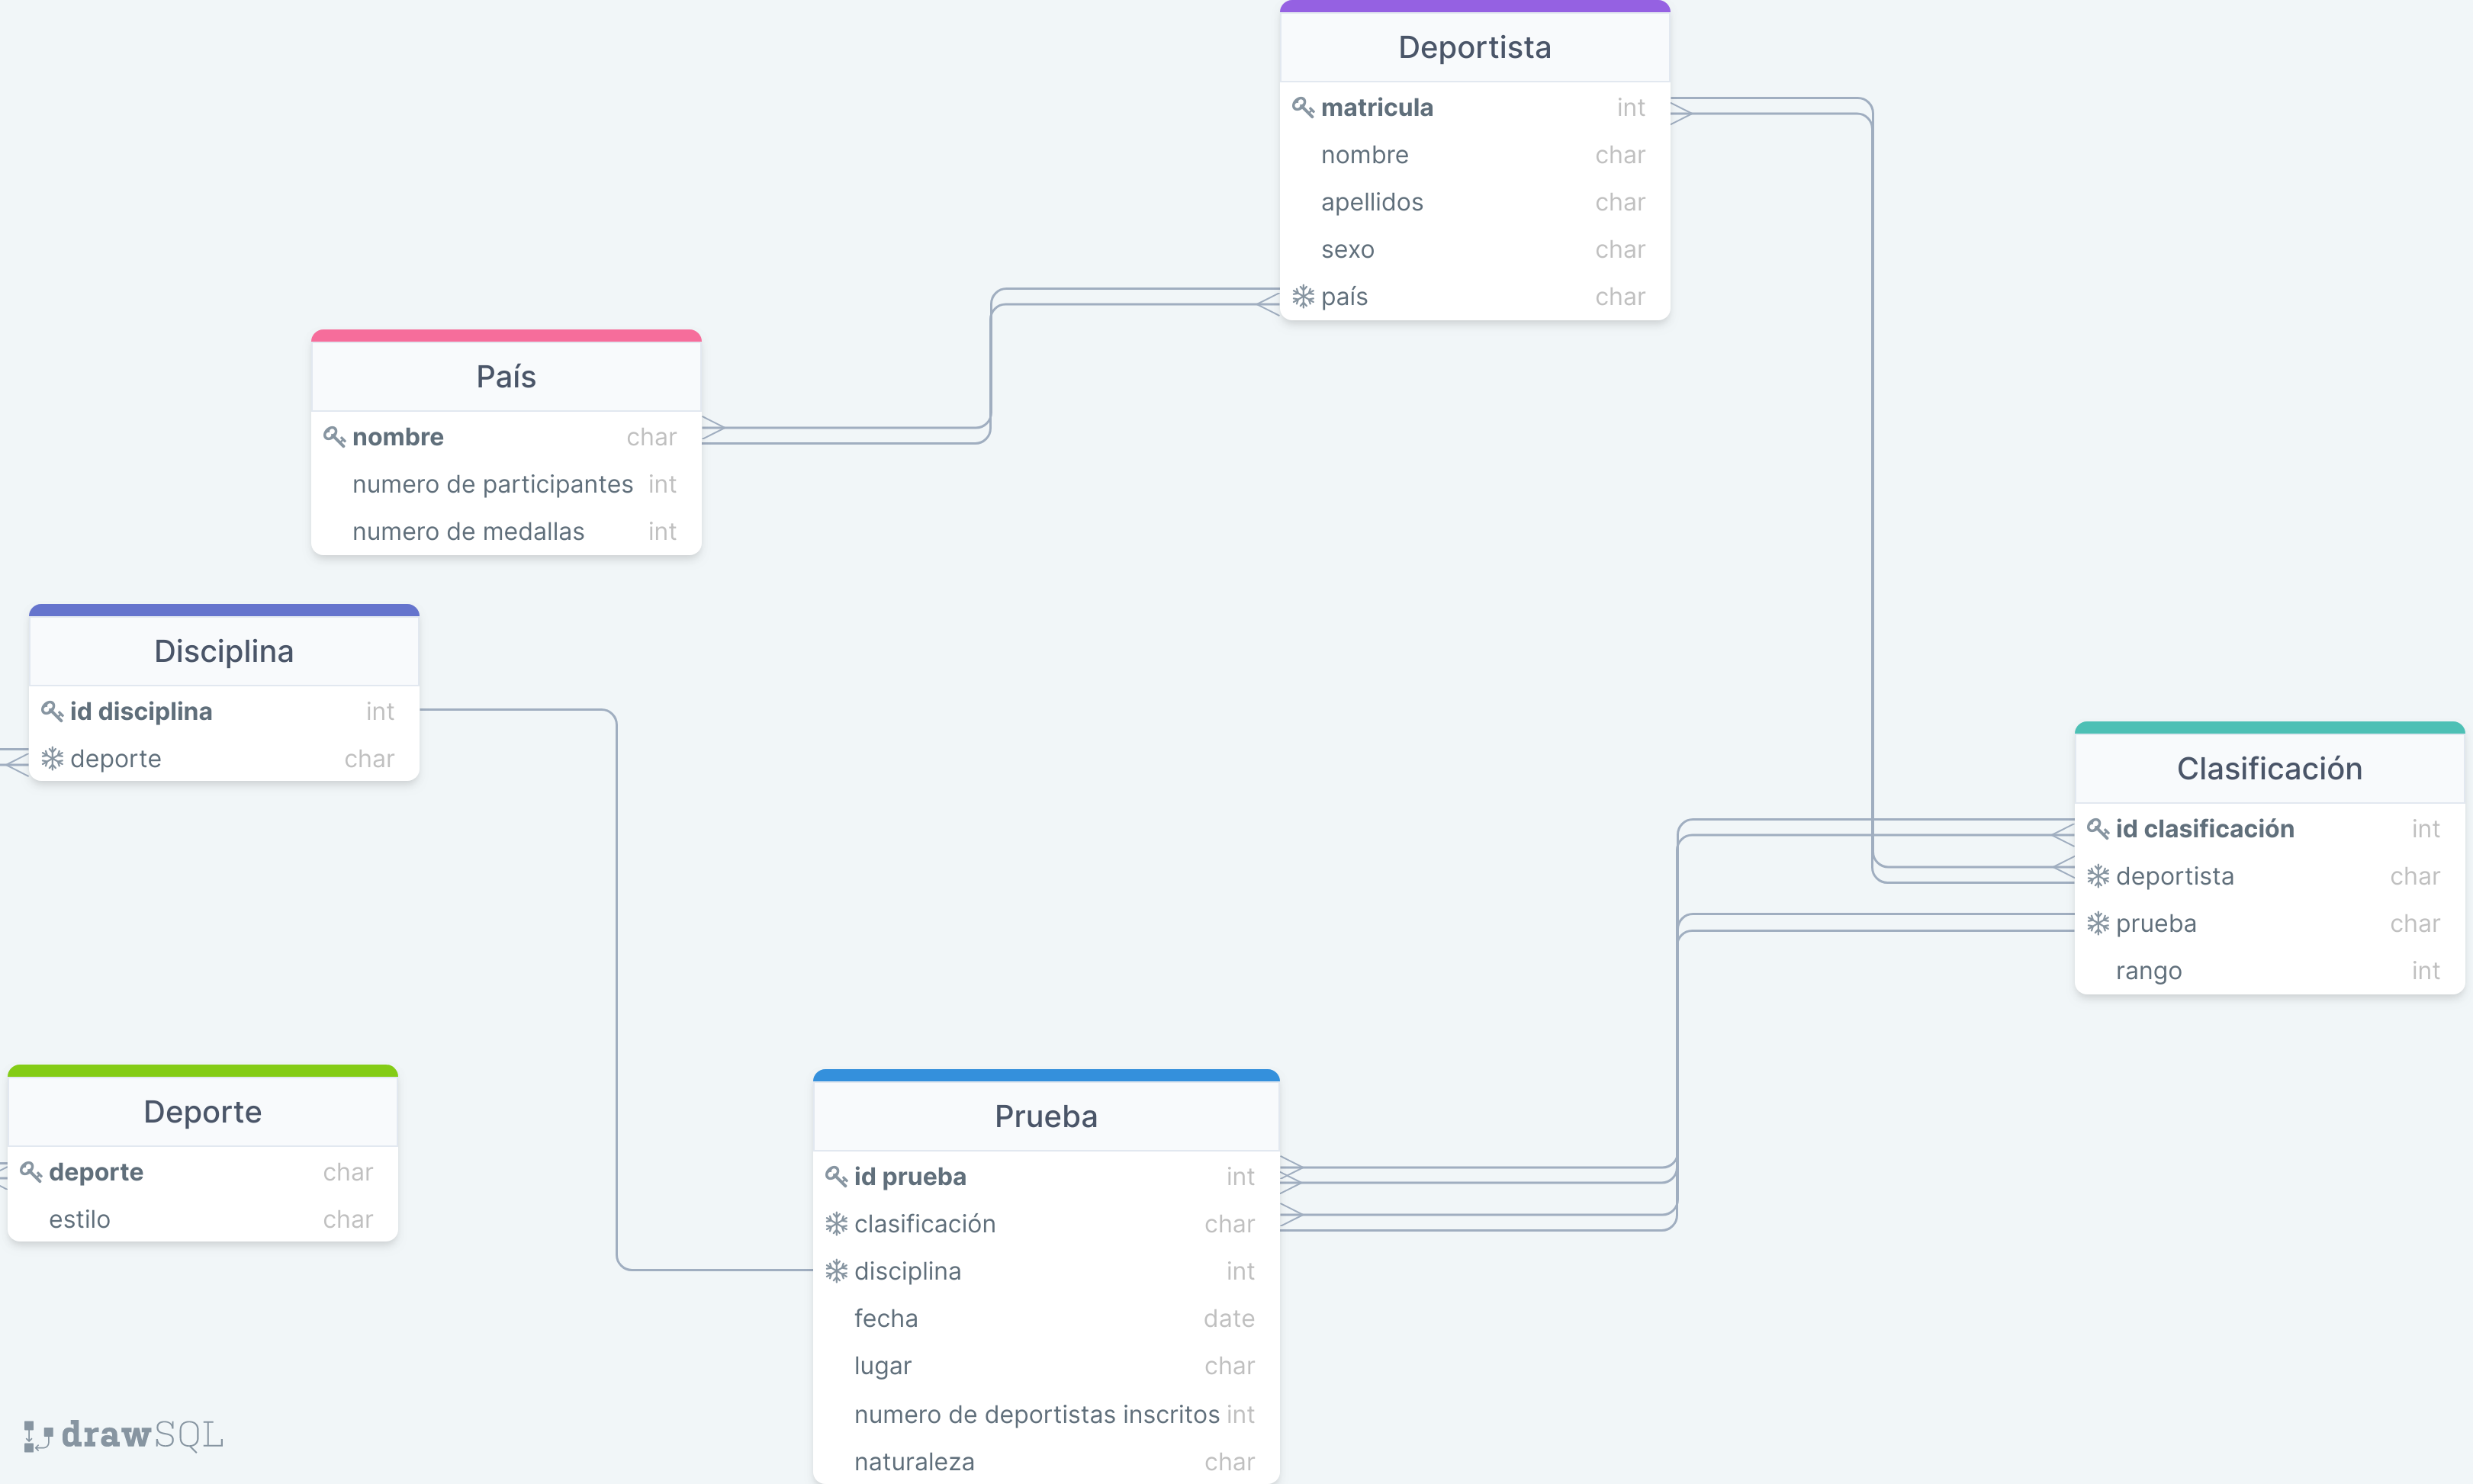 Deportista
matricula int
nombre char
apellidos char
sexo char
país char
País
nombre char
numero de participantes int
numero de medallas int
Disciplina
id disciplina int
deporte char
Clasificación
id clasificación int
deportista char
prueba char
rango int
Deporte
deporte char
estilo char
Prueba
id prueba int
clasificación char
disciplina int
fecha date
lugar char
numero de deportistas inscritos int
naturaleza char
drawSQL